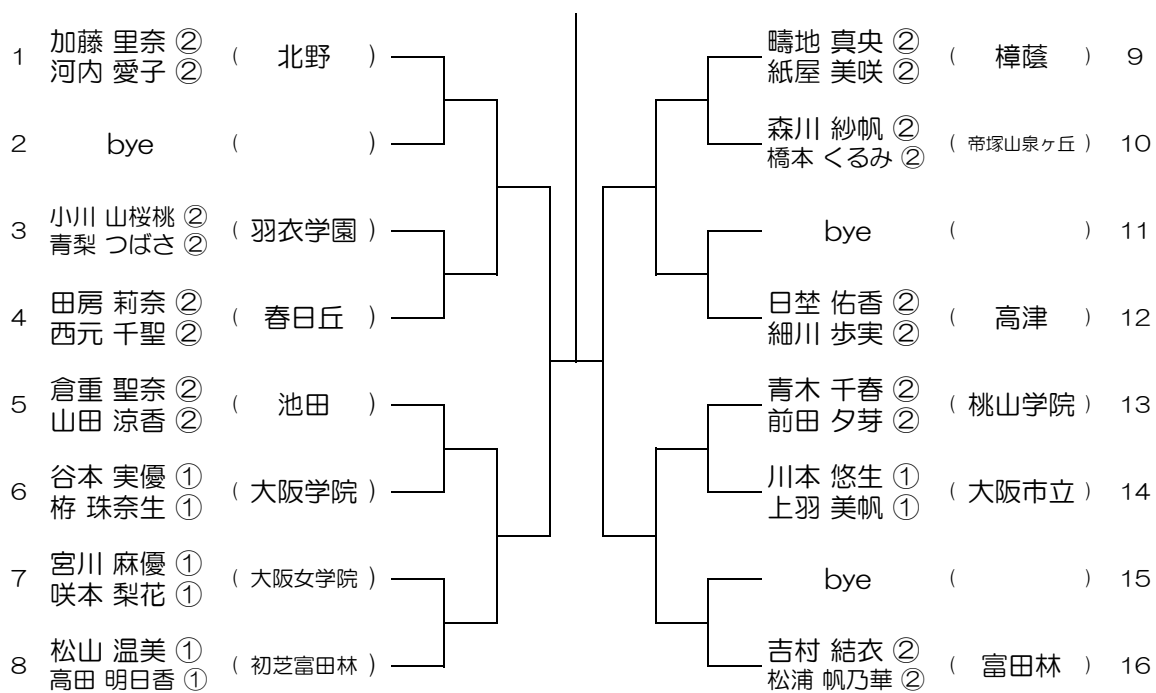 1 加藤 里奈 ② ( 北野 )
河内 愛子 ②
2 bye ( )
3 小川 山桜桃 ② ( 羽衣学園 )
青梨 つばさ ②
4 田房 莉奈 ② ( 春日丘 )
西元 千聖 ②
5 倉重 聖奈 ② ( 池田 )
山田 涼香 ②
6 谷本 実優 ① ( 大阪学院 )
栫 珠奈生 ①
7 宮川 麻優 ① ( 大阪女学院 )
咲本 梨花 ①
8 松山 温美 ① ( 初芝富田林 )
高田 明日香 ①
疇地 真央 ② ( 樟蔭 ) 9
紙屋 美咲 ②
森川 紗帆 ② ( 帝塚山泉ヶ丘 ) 10
橋本 くるみ ②
bye ( ) 11
日埜 佑香 ② ( 高津 ) 12
細川 歩実 ②
青木 千春 ② ( 桃山学院 ) 13
前田 夕芽 ②
川本 悠生 ① ( 大阪市立 ) 14
上羽 美帆 ①
bye ( ) 15
吉村 結衣 ② ( 富田林 ) 16
松浦 帆乃華 ②